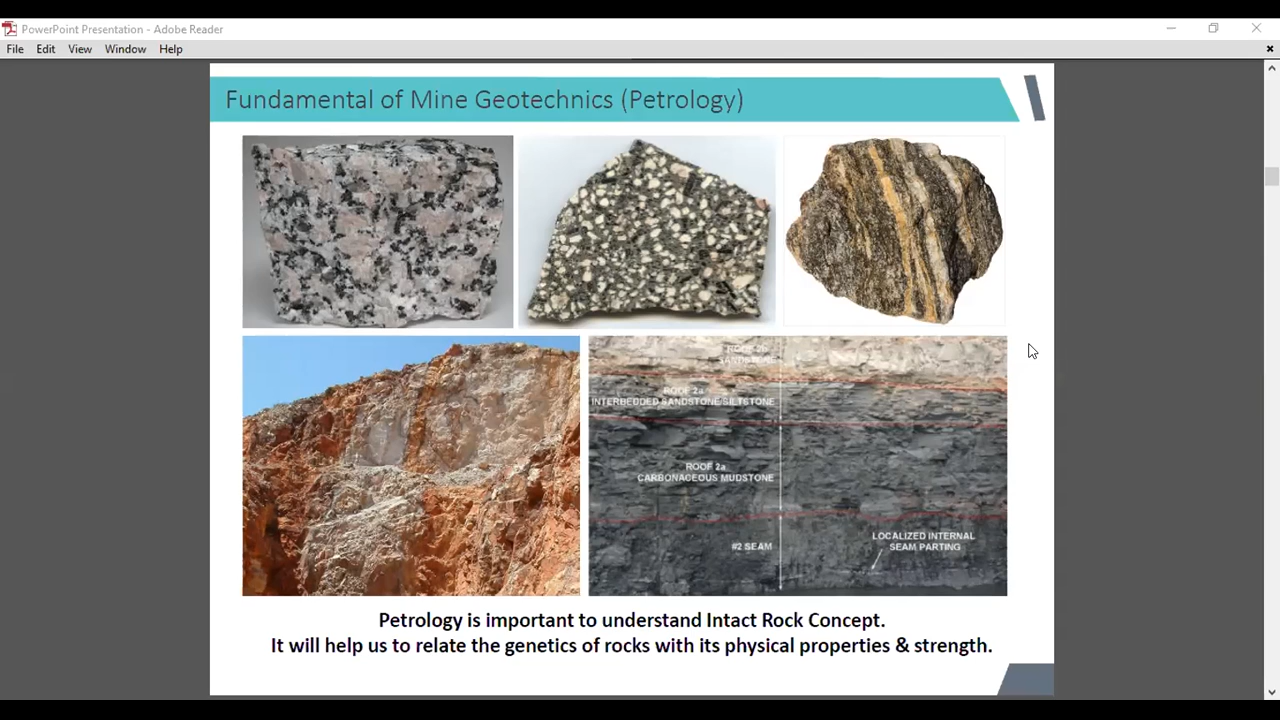 PowerPoint Presentation - Adobe Reader
File Edit View Window Help
Fundamental of Mine Geotechnics (Petrology)
ROOF 2b
SANDSTONE
ROOF 2a
INTERBEDDED SANDSTONE/SILTSTONE
ROOF 2a
CARBONACEOUS MUDSTONE
#2 SEAM
LOCALIZED INTERNAL
SEAM PARTING
Petrology is important to understand Intact Rock Concept.
It will help us to relate the genetics of rocks with its physical properties & strength.